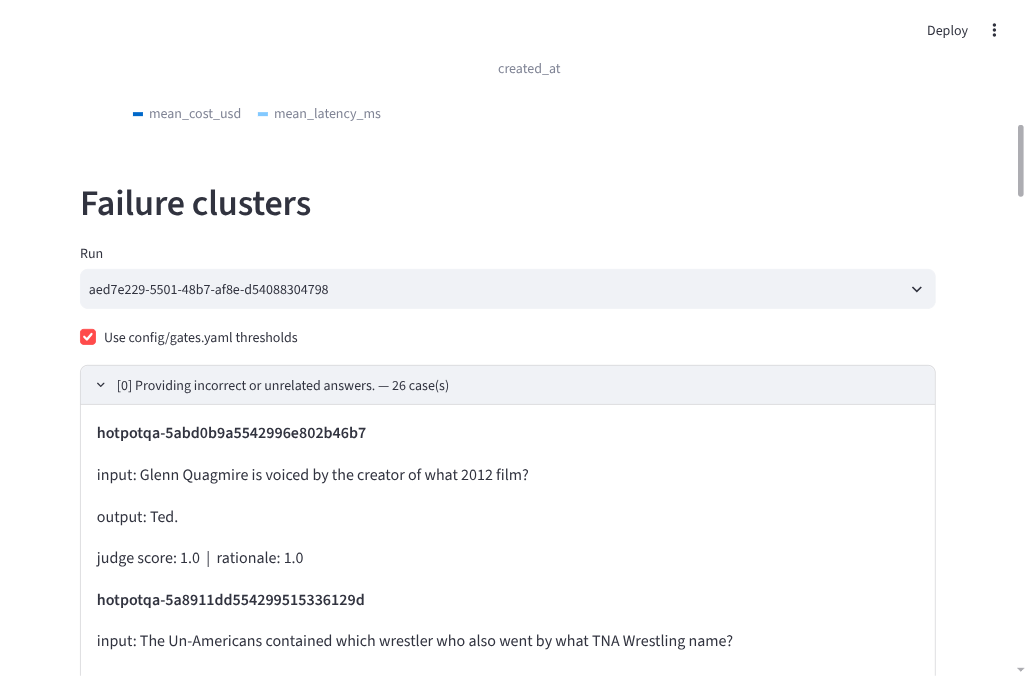 Deploy
created_at
mean_cost_usd mean_latency_ms
Failure clusters
Run
aed7e229-5501-48b7-af8e-d54088304798
Use config/gates.yaml thresholds
[0] Providing incorrect or unrelated answers. — 26 case(s)
hotpotqa-5abd0b9a5542996e802b46b7
input: Glenn Quagmire is voiced by the creator of what 2012 film?
output: Ted.
judge score: 1.0 | rationale: 1.0
hotpotqa-5a8911dd554299515336129d
input: The Un-Americans contained which wrestler who also went by what TNA Wrestling name?